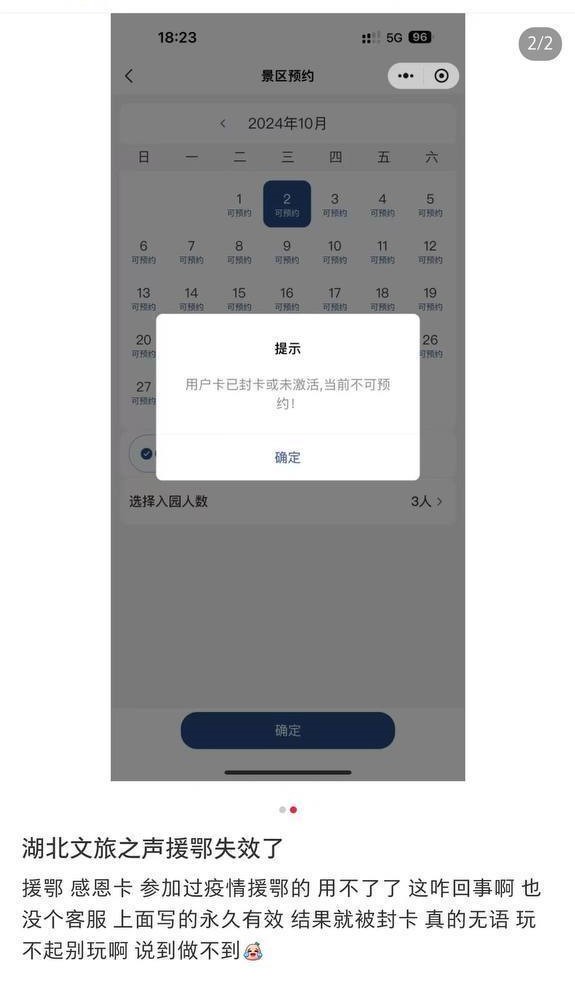 2/2
18:23
5G 96
景区预约
2024年10月
日 一 二 三 四 五 六
1 2 3 4 5
可预约 可预约 可预约 可预约 可预约
6 7 8 9 10 11 12
可预约 可预约 可预约 可预约 可预约 可预约 可预约
13 14 15 16 17 18 19
可预约 可预约 可预约 可预约 可预约 可预约 可预约
20 26
可预约 可预约
27
可预约
提示
用户卡已封卡或未激活,当前不可预
约!
确定
选择入园人数 3人
确定
湖北文旅之声援鄂失效了
援鄂 感恩卡 参加过疫情援鄂的 用不了了 这咋回事啊 也
没个客服 上面写的永久有效 结果就被封卡 真的无语 玩
不起别玩啊 说到做不到